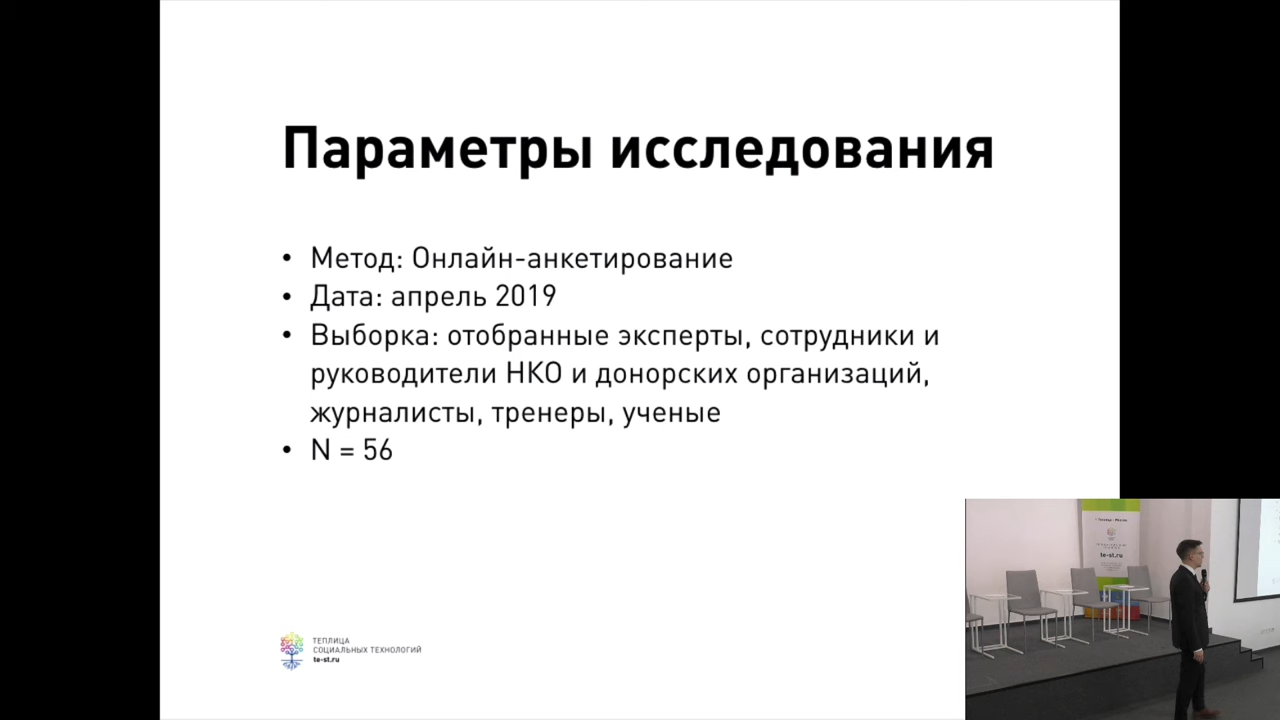 Параметры исследования
• Метод: Онлайн-анкетирование
• Дата: апрель 2019
• Выборка: отобранные эксперты, сотрудники и
руководители НКО и донорских организаций,
журналисты, тренеры, ученые
• N = 56
ТЕПЛИЦА
СОЦИАЛЬНЫХ ТЕХНОЛОГИЙ
te-st.ru
te-st.ru